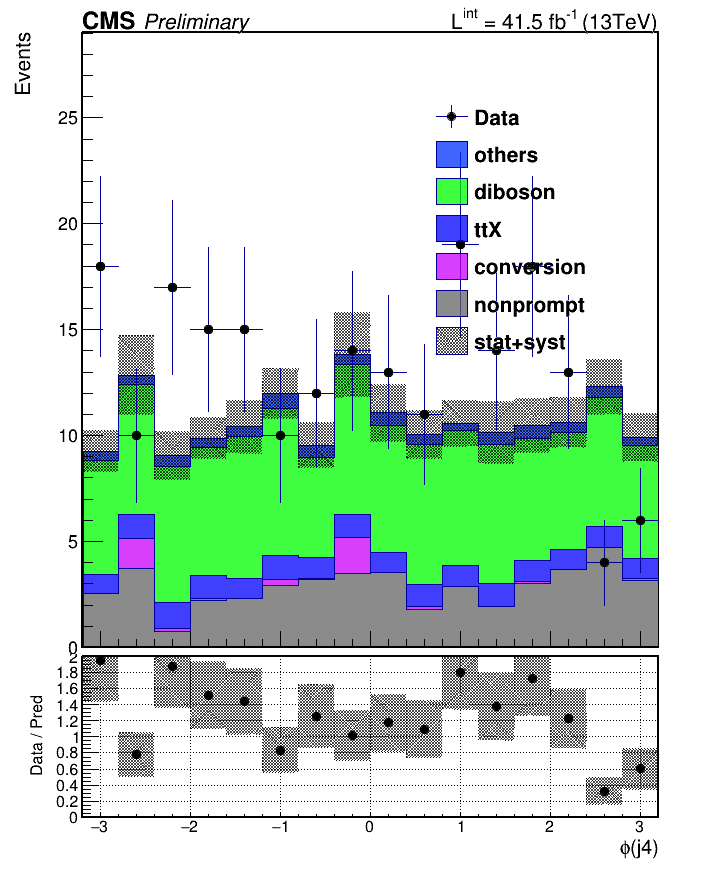 CMS Preliminary
L^int = 41.5 fb^-1 (13TeV)
Events
25
20
15
10
5
0
Data
others
diboson
ttX
conversion
nonprompt
stat+syst
Data / Pred
2
1.8
1.6
1.4
1.2
1
0.8
0.6
0.4
0.2
0
−3 −2 −1 0 1 2 3
ϕ(j4)